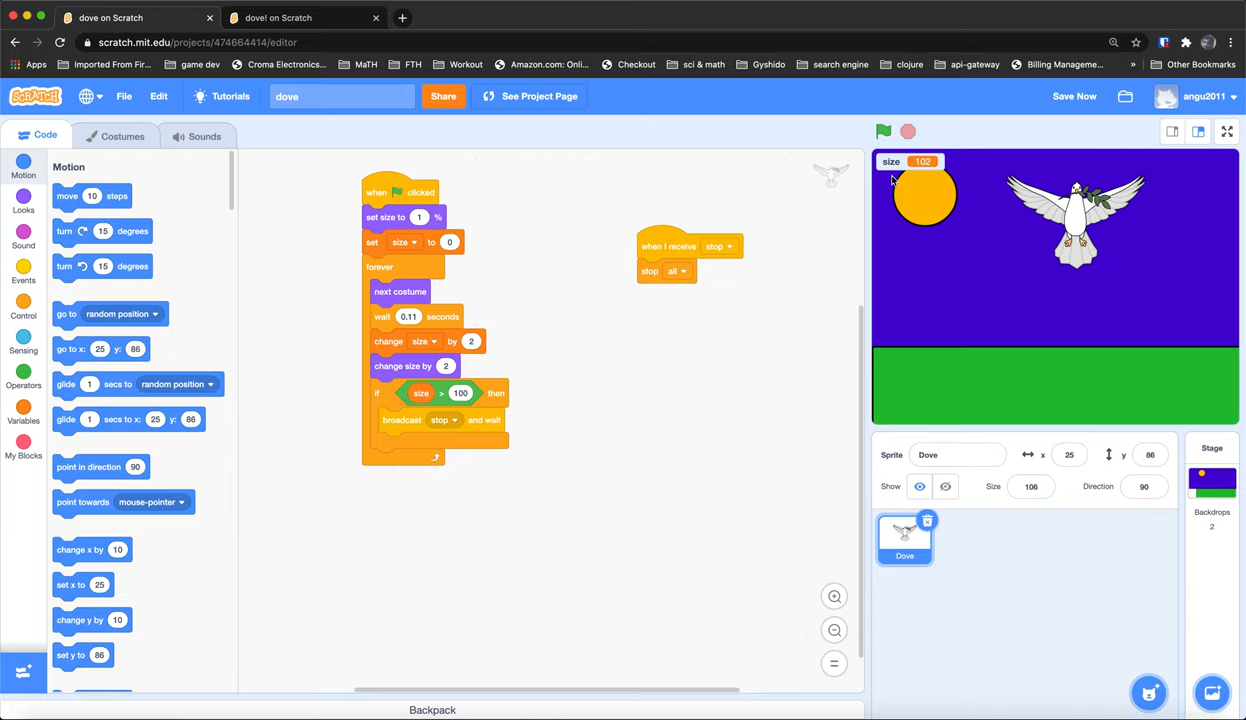 dove on Scratch
dove! on Scratch
scratch.mit.edu/projects/474664414/editor
Apps
Imported From Fir...
game dev
Croma Electronics...
MaTH
FTH
Workout
Amazon.com: Onli...
Checkout
sci & math
Gyshido
search engine
clojure
api-gateway
Billing Manageme...
»
Other Bookmarks
SCRATCH
File
Edit
Tutorials
dove
Share
See Project Page
Save Now
angu2011
Code
Costumes
Sounds
Motion
Looks
Sound
Events
Control
Sensing
Operators
Variables
My Blocks
Motion
move 10 steps
turn 15 degrees
turn 15 degrees
go to random position
go to x: 25 y: 86
glide 1 secs to random position
glide 1 secs to x: 25 y: 86
point in direction 90
point towards mouse-pointer
change x by 10
set x to 25
change y by 10
set y to 86
when clicked
set size to 1 %
set size to 0
forever
next costume
wait 0.11 seconds
change size by 2
change size by 2
if size > 100 then
broadcast stop and wait
when I receive stop
stop all
size 102
Sprite Dove x 25 y 86
Show Size 106 Direction 90
Dove
Stage
Backdrops
2
Backpack